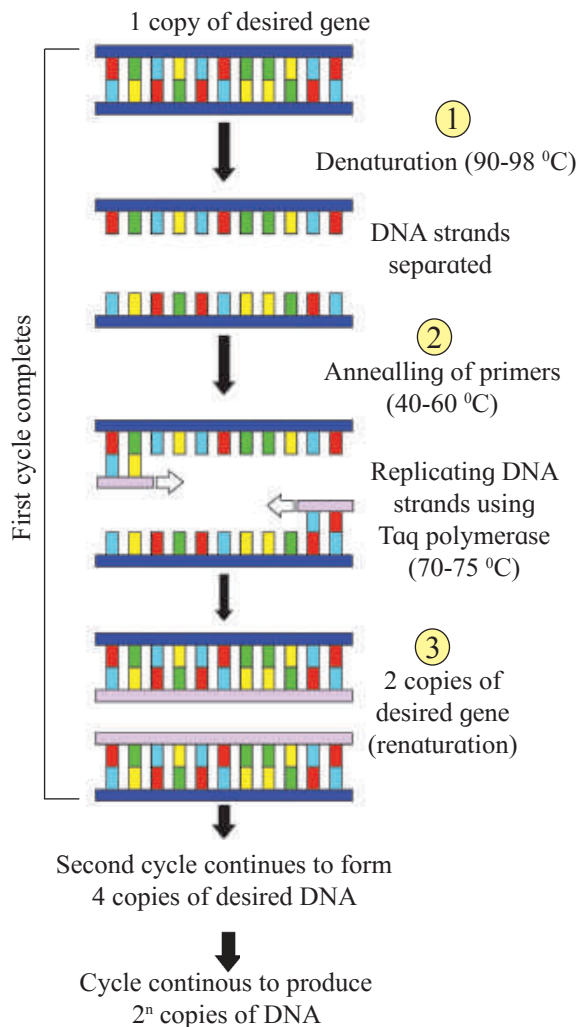 1 copy of desired gene
First cycle completes
1
Denaturation (90-98 ⁰C)
DNA strands
separated
2
Annealling of primers
(40-60 ⁰C)
Replicating DNA
strands using
Taq polymerase
(70-75 ⁰C)
3
2 copies of
desired gene
(renaturation)
Second cycle continues to form
4 copies of desired DNA
Cycle continous to produce
2ⁿ copies of DNA